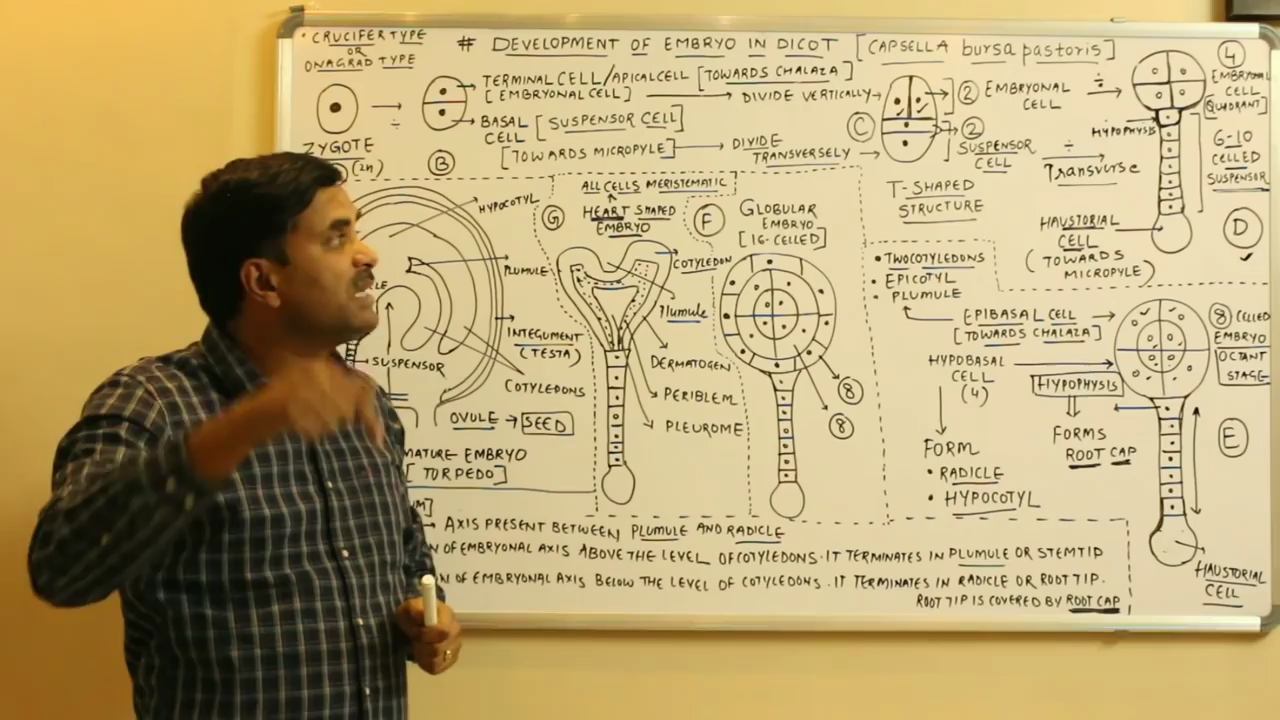 • CRUCIFER TYPE
OR
ONAGRAD TYPE
# DEVELOPMENT OF EMBRYO IN DICOT [CAPSELLA bursa pastoris]
ZYGOTE
(2n)
÷
B
TERMINAL CELL/APICAL CELL [TOWARDS CHALAZA]
[EMBRYONAL CELL]
DIVIDE VERTICALLY
BASAL CELL [SUSPENSOR CELL]
[TOWARDS MICROPYLE]
DIVIDE
TRANSVERSELY
C
② EMBRYONAL
CELL
②
SUSPENSOR
CELL
T-SHAPED
STRUCTURE
÷
÷
Transverse
④
EMBRYONAL
CELL
[QUADRANT]
HYPOPHYSIS
6-10
CELLED
SUSPENSOR
HAUSTORIAL
CELL
(TOWARDS
MICROPYLE)
D
HYPOCOTYL
PLUMULE
INTEGUMENT
(TESTA)
COTYLEDONS
SUSPENSOR
OVULE → SEED
MATURE EMBRYO
[TORPEDO]
ALL CELLS MERISTEMATIC
G
HEART SHAPED
EMBRYO
COTYLEDON
Plumule
DERMATOGEN
PERIBLEM
PLEUROME
F
GLOBULAR
EMBRYO
[16-CELLED]
8
8
• TWO COTYLEDONS
• EPICOTYL
• PLUMULE
EPIBASAL CELL
[TOWARDS CHALAZA]
HYPOBASAL
CELL
(4)
FORM
• RADICLE
• HYPOCOTYL
HYPOPHYSIS
FORMS
ROOT CAP
⑧ CELLED
EMBRYO
OCTANT
STAGE
E
HAUSTORIAL
CELL
→ AXIS PRESENT BETWEEN PLUMULE AND RADICLE
N OF EMBRYONAL AXIS ABOVE THE LEVEL OF COTYLEDONS. IT TERMINATES IN PLUMULE OR STEM TIP
N OF EMBRYONAL AXIS BELOW THE LEVEL OF COTYLEDONS. IT TERMINATES IN RADICLE OR ROOT TIP.
ROOT TIP IS COVERED BY ROOT CAP